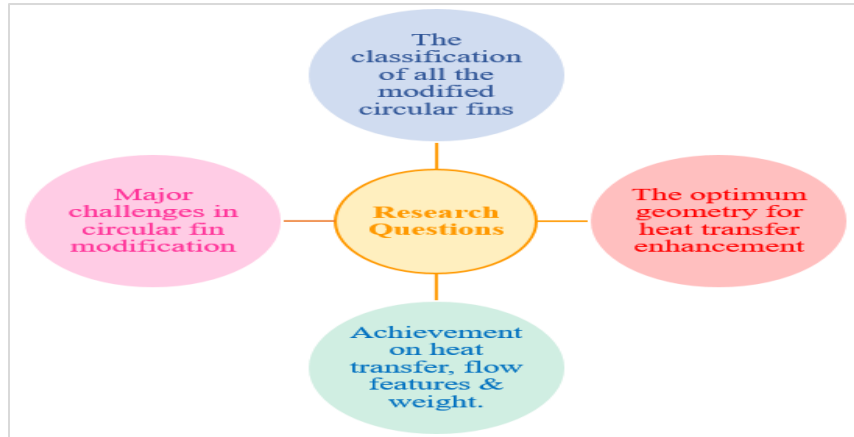 The
classification
of all the
modified
circular fins
Major
challenges in
circular fin
modification
Research
Questions
The optimum
geometry for
heat transfer
enhancement
Achievement
on heat
transfer, flow
features &
weight.